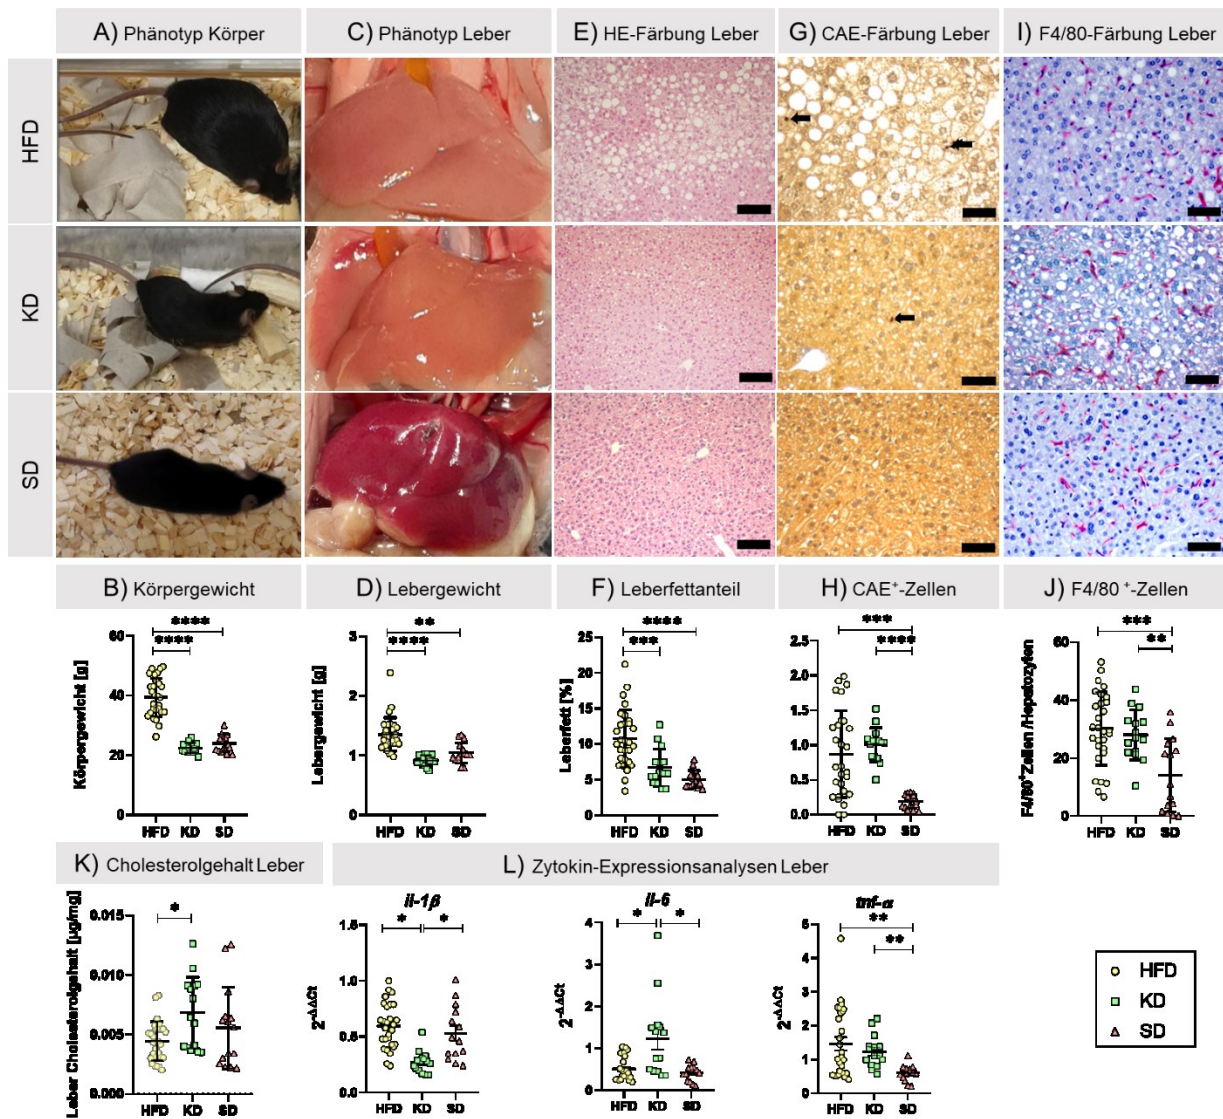 A) Phänotyp Körper
C) Phänotyp Leber
E) HE-Färbung Leber
G) CAE-Färbung Leber
I) F4/80-Färbung Leber
HFD
KD
SD
B) Körpergewicht
D) Lebergewicht
F) Leberfettanteil
H) CAE⁺-Zellen
J) F4/80 ⁺-Zellen
Körpergewicht [g]
60
40
20
0
****
****
HFD KD SD
Lebergewicht [g]
3
2
1
0
**
****
HFD KD SD
Leberfett [%]
25
20
15
10
5
0
****
***
HFD KD SD
2.5
2.0
1.5
1.0
0.5
0.0
***
****
HFD KD SD
F4/80⁺Zellen /Hepatozyten
60
40
20
0
***
**
HFD KD SD
K) Cholesterolgehalt Leber
L) Zytokin-Expressionsanalysen Leber
Leber Cholesterolgehalt [µg/mg]
0.015
0.010
0.005
0.000
*
HFD KD SD
il-1β
2^-ΔΔCt
1.5
1.0
0.5
0.0
* *
HFD KD SD
il-6
2^-ΔΔCt
4
3
2
1
0
* *
HFD KD SD
tnf-α
2^-ΔΔCt
5
4
3
2
1
0
**
**
HFD KD SD
HFD
KD
SD